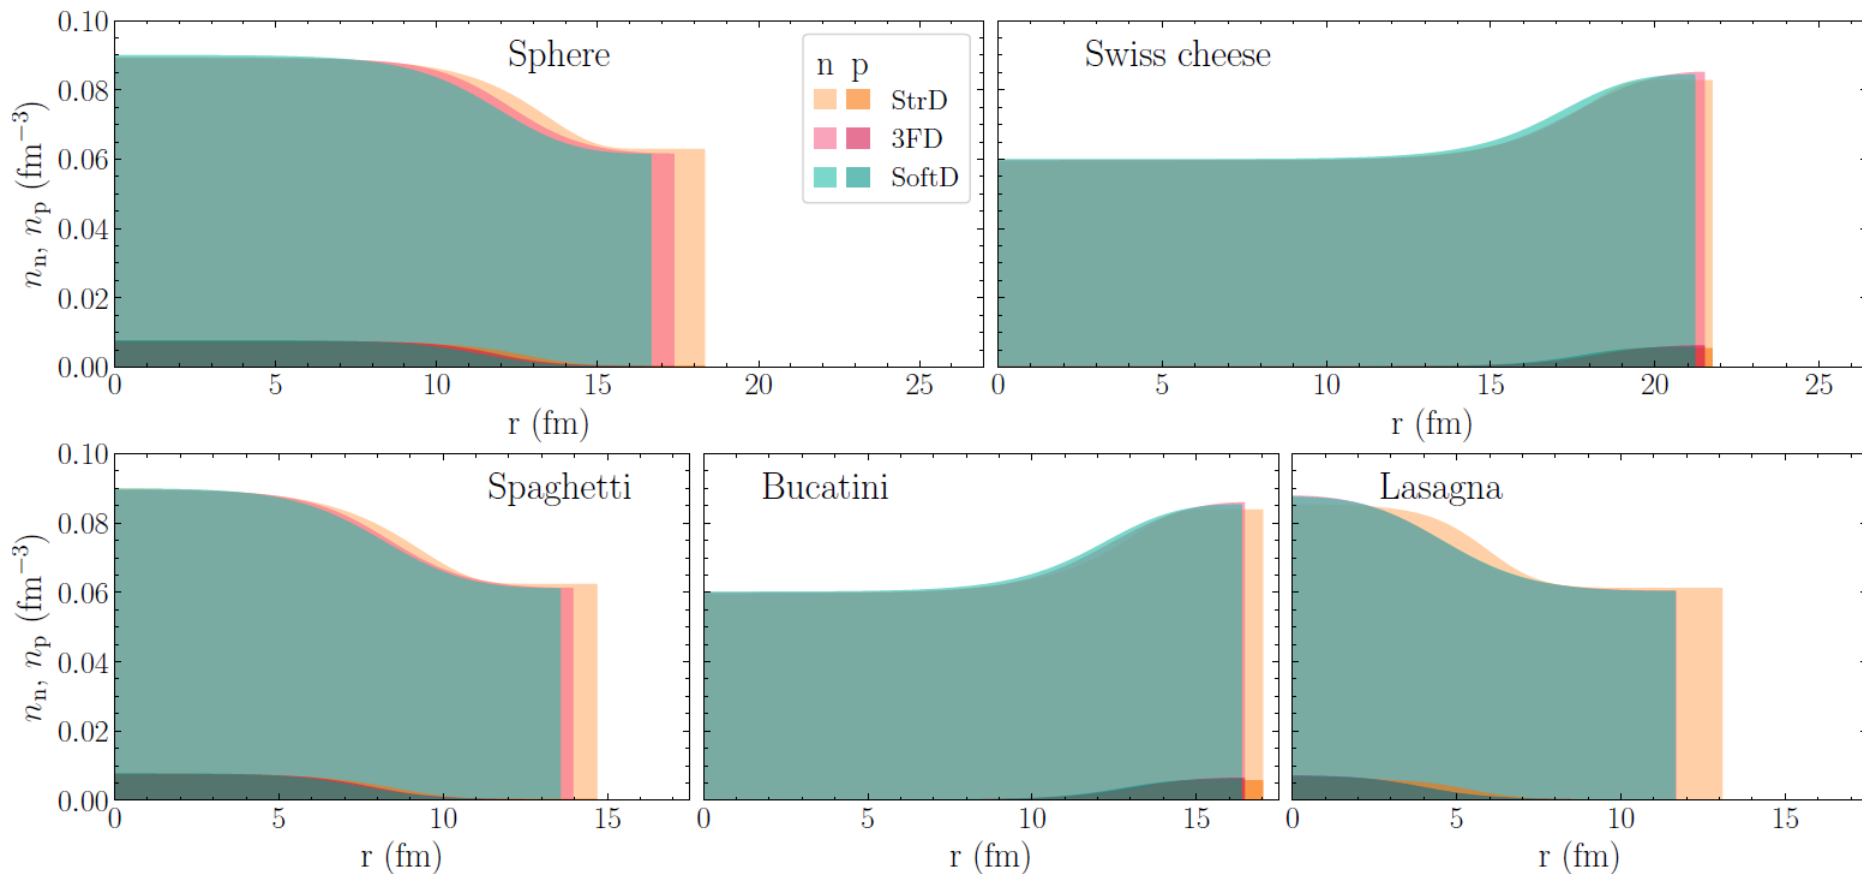 Sphere
n p
StrD
3FD
SoftD
n_n, n_p (fm^{-3})
0.10
0.08
0.06
0.04
0.02
0.00
0 5 10 15 20 25
r (fm)
Swiss cheese
0 5 10 15 20 25
r (fm)
Spaghetti
n_n, n_p (fm^{-3})
0.10
0.08
0.06
0.04
0.02
0.00
0 5 10 15
r (fm)
Bucatini
0 5 10 15
r (fm)
Lasagna
0 5 10 15
r (fm)